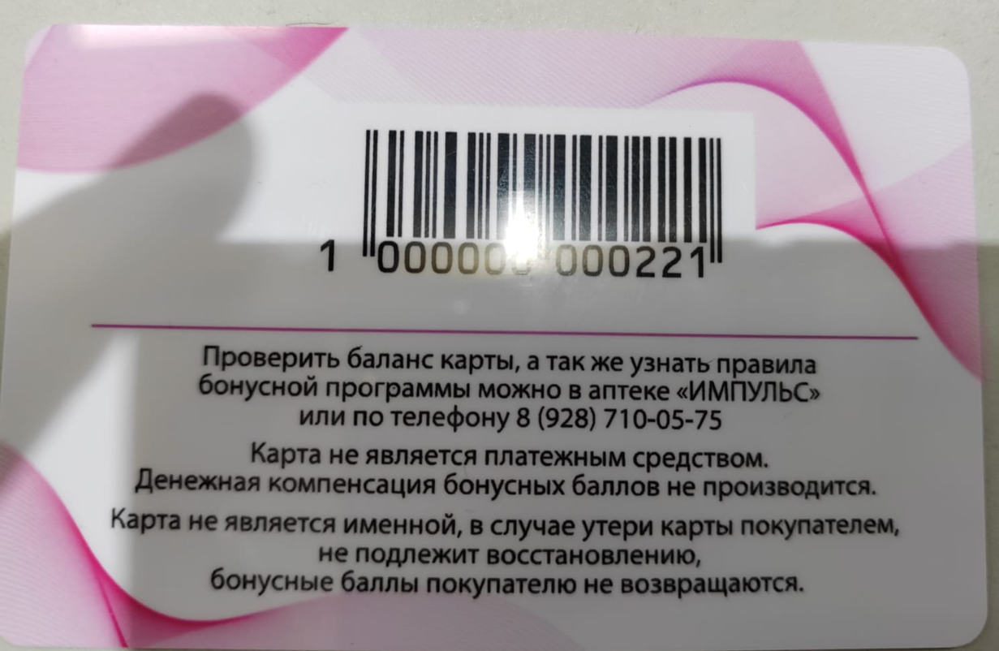 1 000000 000221
Проверить баланс карты, а так же узнать правила
бонусной программы можно в аптеке «ИМПУЛЬС»
или по телефону 8 (928) 710-05-75
Карта не является платежным средством.
Денежная компенсация бонусных баллов не производится.
Карта не является именной, в случае утери карты покупателем,
не подлежит восстановлению,
бонусные баллы покупателю не возвращаются.